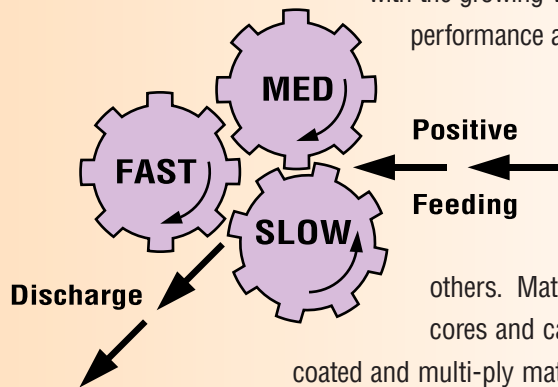 with the growing
performance a
MED
FAST
Positive
Feeding
SLOW
Discharge
others. Mat
cores and ca
coated and multi-ply mat